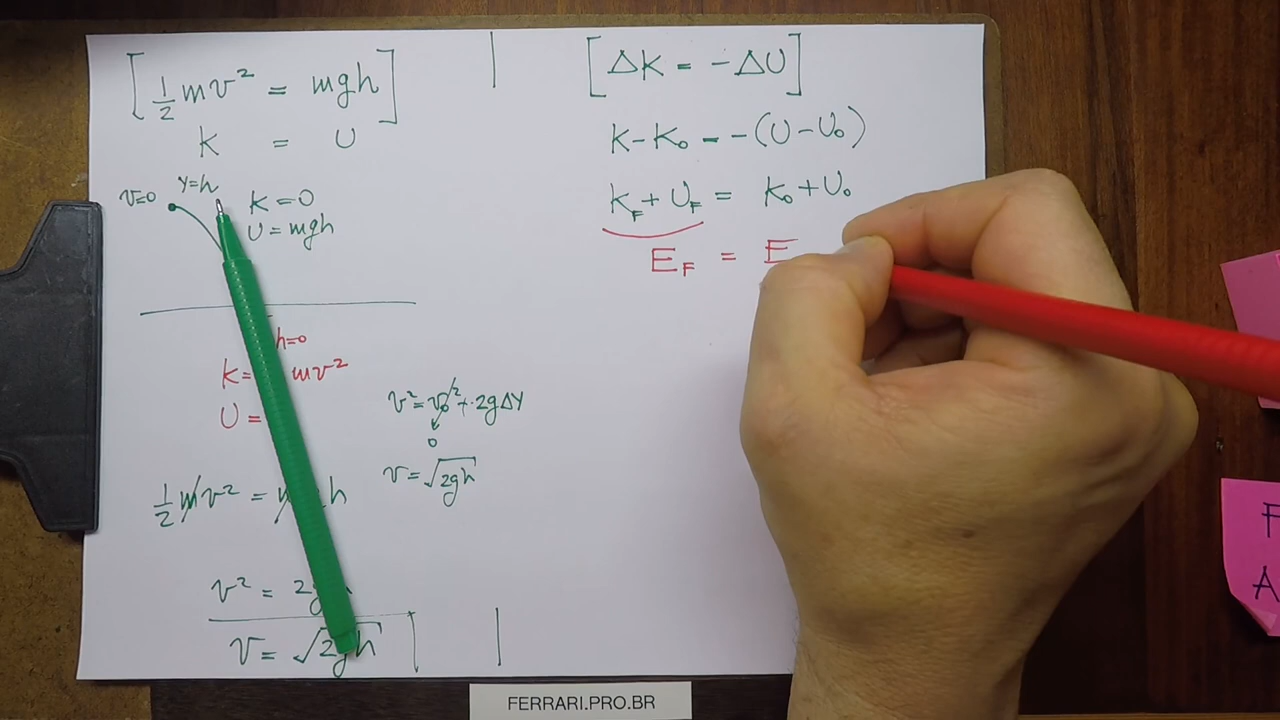 [½mv² = mgh]
K = U
v=0 y=h
K=0
U=mgh
h=0
K= mv²
U=
v²=v₀²+2gΔY
0
v=√2gh
½mv² = mgh
v² = 2g
v= √2gh
[ΔK = -ΔU]
K-K₀=-(U-U₀)
K_F+U_F = K₀+U₀
E_F = E
F
A
FERRARI.PRO.BR